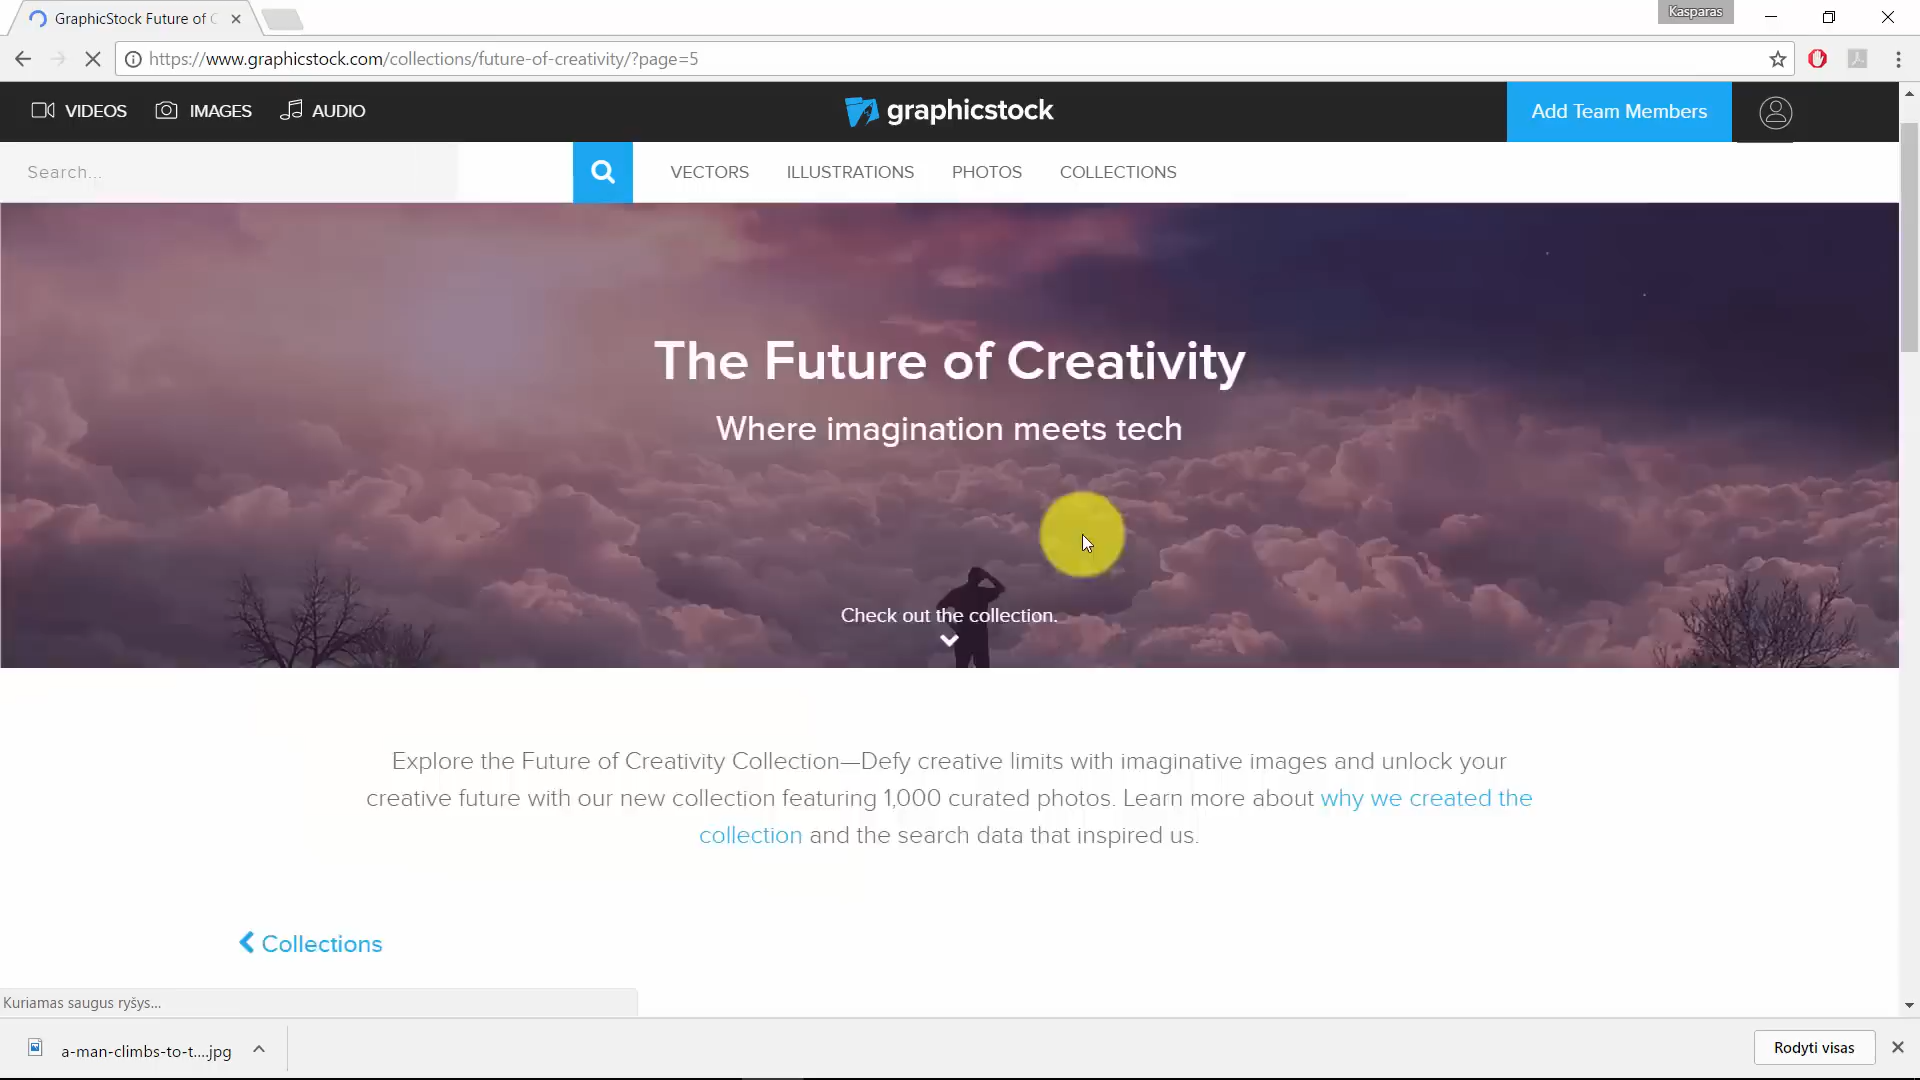 GraphicStock Future of C
Kasparas
https://www.graphicstock.com/collections/future-of-creativity/?page=5
VIDEOS IMAGES AUDIO
graphicstock
Add Team Members
Search...
VECTORS ILLUSTRATIONS PHOTOS COLLECTIONS
The Future of Creativity
Where imagination meets tech
Check out the collection.
Explore the Future of Creativity Collection—Defy creative limits with imaginative images and unlock your
creative future with our new collection featuring 1,000 curated photos. Learn more about why we created the
collection and the search data that inspired us.
Collections
Kuriamas saugus ryšys...
a-man-climbs-to-t....jpg
Rodyti visas